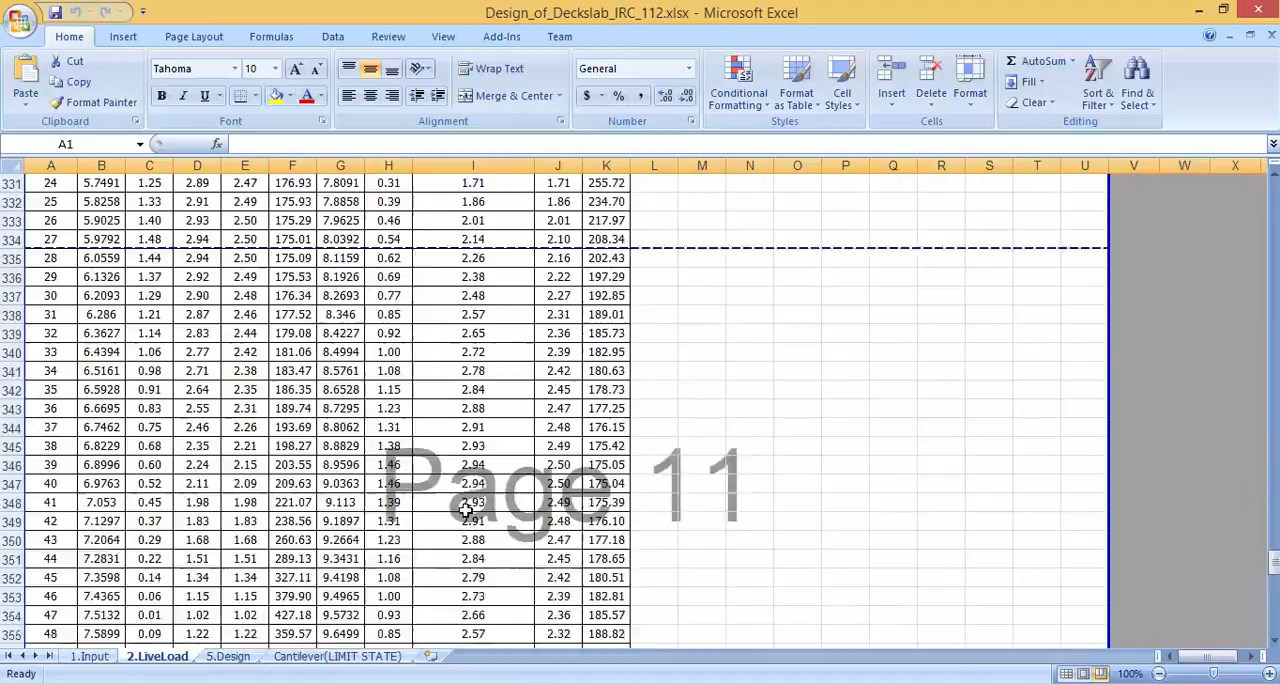 Design_of_Deckslab_IRC_112.xlsx - Microsoft Excel
Home Insert Page Layout Formulas Data Review View Add-Ins Team
Paste Cut Copy Format Painter Clipboard
Tahoma 10 A A B I U A Font
Wrap Text Merge & Center Alignment
General $ % , Number
Conditional Formatting Format as Table Cell Styles Styles
Insert Delete Format Cells
Σ AutoSum Fill Clear Sort & Filter Find & Select Editing
A1 fx
A B C D E F G H I J K L M N O P Q R S T U V W X
331 24 5.7491 1.25 2.89 2.47 176.93 7.8091 0.31 1.71 1.71 255.72
332 25 5.8258 1.33 2.91 2.49 175.93 7.8858 0.39 1.86 1.86 234.70
333 26 5.9025 1.40 2.93 2.50 175.29 7.9625 0.46 2.01 2.01 217.97
334 27 5.9792 1.48 2.94 2.50 175.01 8.0392 0.54 2.14 2.10 208.34
335 28 6.0559 1.44 2.94 2.50 175.09 8.1159 0.62 2.26 2.16 202.43
336 29 6.1326 1.37 2.92 2.49 175.53 8.1926 0.69 2.38 2.22 197.29
337 30 6.2093 1.29 2.90 2.48 176.34 8.2693 0.77 2.48 2.27 192.85
338 31 6.286 1.21 2.87 2.46 177.52 8.346 0.85 2.57 2.31 189.01
339 32 6.3627 1.14 2.83 2.44 179.08 8.4227 0.92 2.65 2.36 185.73
340 33 6.4394 1.06 2.77 2.42 181.06 8.4994 1.00 2.72 2.39 182.95
341 34 6.5161 0.98 2.71 2.38 183.47 8.5761 1.08 2.78 2.42 180.63
342 35 6.5928 0.91 2.64 2.35 186.35 8.6528 1.15 2.84 2.45 178.73
343 36 6.6695 0.83 2.55 2.31 189.74 8.7295 1.23 2.88 2.47 177.25
344 37 6.7462 0.75 2.46 2.26 193.69 8.8062 1.31 2.91 2.48 176.15
345 38 6.8229 0.68 2.35 2.21 198.27 8.8829 1.38 2.93 2.49 175.42
346 39 6.8996 0.60 2.24 2.15 203.55 8.9596 1.46 2.94 2.50 175.05
347 40 6.9763 0.52 2.11 2.09 209.63 9.0363 1.46 2.94 2.50 175.04
348 41 7.053 0.45 1.98 1.98 221.07 9.113 1.39 2.93 2.49 175.39
349 42 7.1297 0.37 1.83 1.83 238.56 9.1897 1.31 2.91 2.48 176.10
350 43 7.2064 0.29 1.68 1.68 260.63 9.2664 1.23 2.88 2.47 177.18
351 44 7.2831 0.22 1.51 1.51 289.13 9.3431 1.16 2.84 2.45 178.65
352 45 7.3598 0.14 1.34 1.34 327.11 9.4198 1.08 2.79 2.42 180.51
353 46 7.4365 0.06 1.15 1.15 379.90 9.4965 1.00 2.73 2.39 182.81
354 47 7.5132 0.01 1.02 1.02 427.18 9.5732 0.93 2.66 2.36 185.57
355 48 7.5899 0.09 1.22 1.22 359.57 9.6499 0.85 2.57 2.32 188.82
Page 11
1.Input 2.LiveLoad 5.Design Cantilever(LIMIT STATE)
Ready 100%